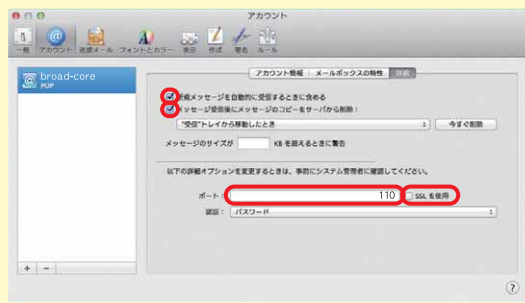 アカウント
一般 アカウント 迷惑メール フォントとカラー 表示 作成 署名 ルール
broad-core
POP
アカウント情報 メールボックスの特性 詳細
新規メッセージを自動的に受信するときに含める
メッセージ受信後にメッセージのコピーをサーバから削除：
"受信"トレイから移動したとき 今すぐ削除
メッセージのサイズが KB を超えるときに警告
以下の詳細オプションを変更するときは、事前にシステム管理者に確認してください。
ポート： 110 SSL を使用
認証： パスワード
+ −
?